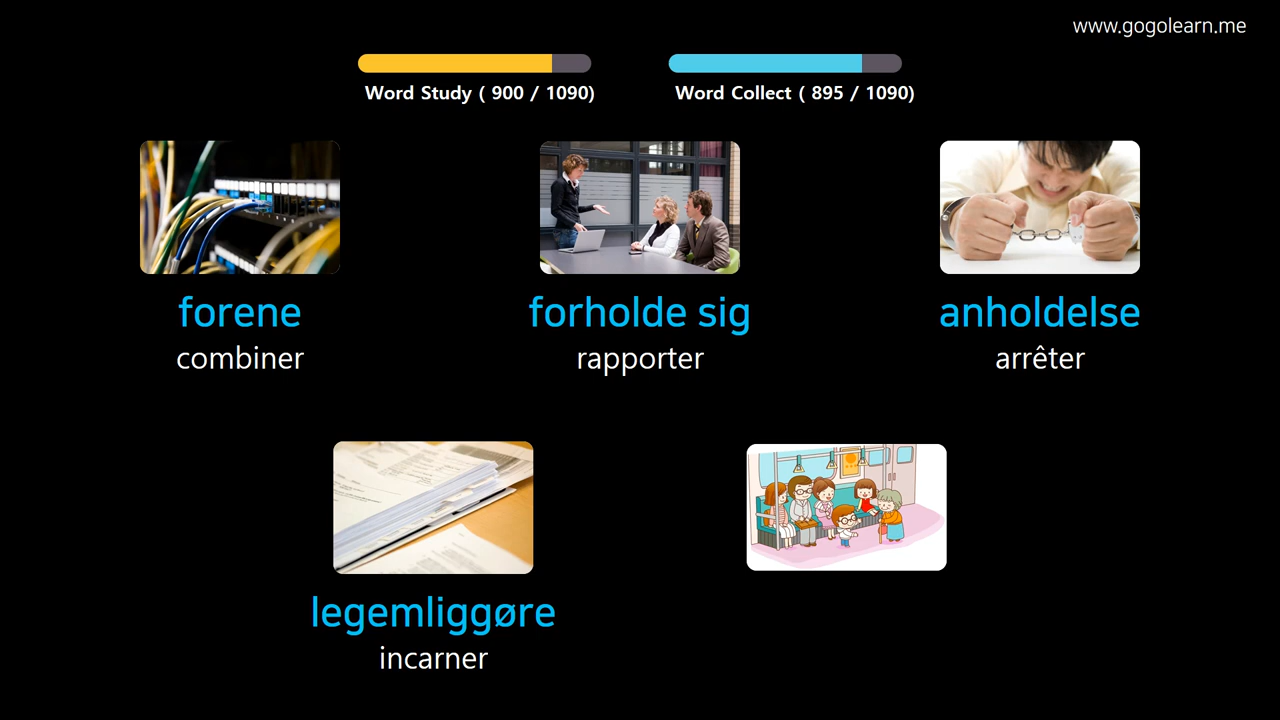 www.gogolearn.me
Word Study ( 900 / 1090)
Word Collect ( 895 / 1090)
forene
combiner
forholde sig
rapporter
anholdelse
arrêter
legemliggøre
incarner